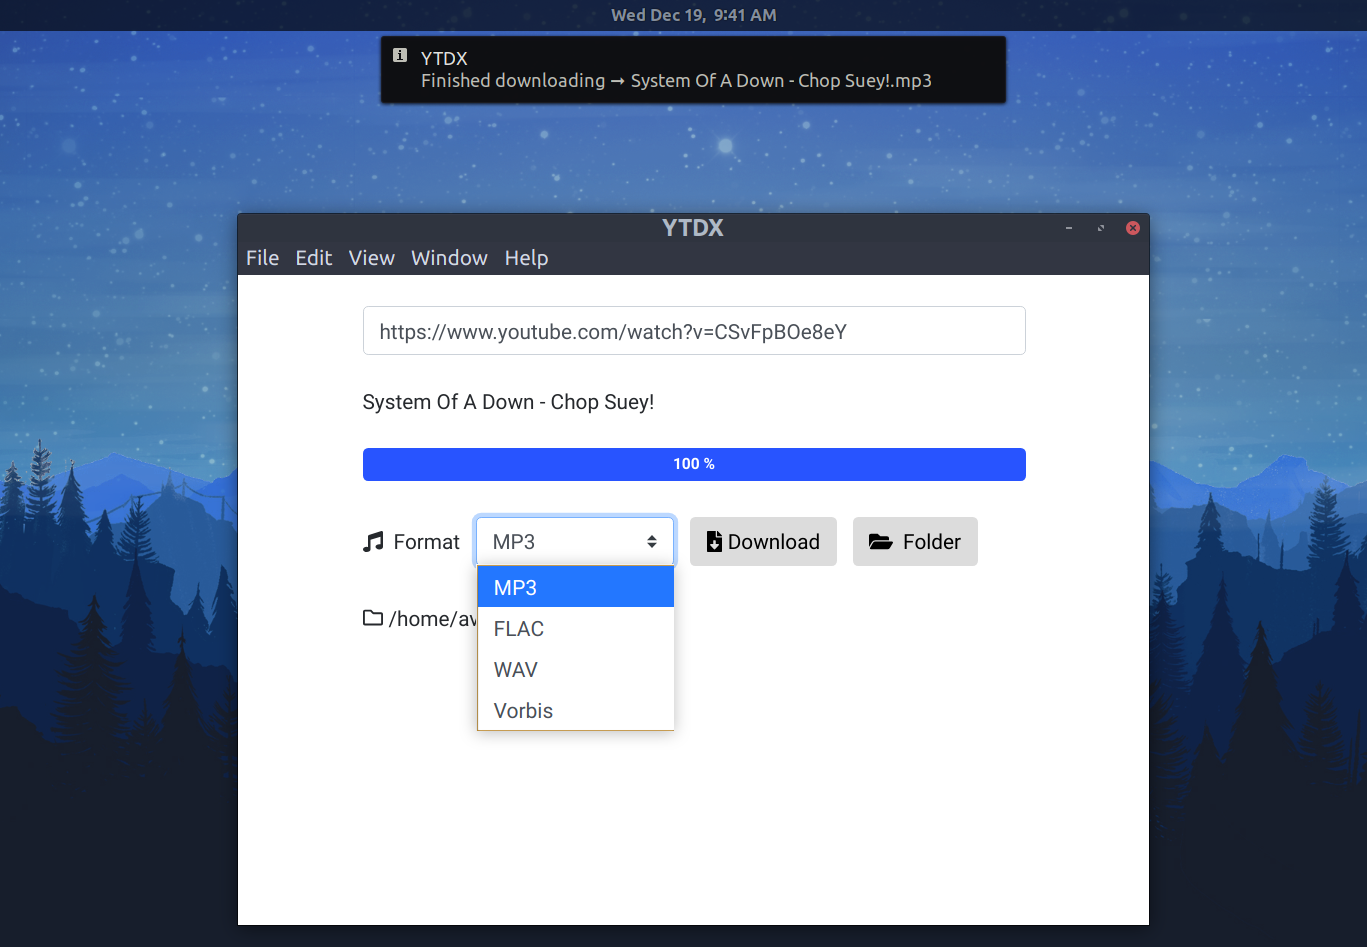 Wed Dec 19, 9:41 AM
YTDX
Finished downloading → System Of A Down - Chop Suey!.mp3
YTDX
File Edit View Window Help
https://www.youtube.com/watch?v=CSvFpBOe8eY
System Of A Down - Chop Suey!
100 %
Format MP3 Download Folder
MP3
/home/av
FLAC
WAV
Vorbis